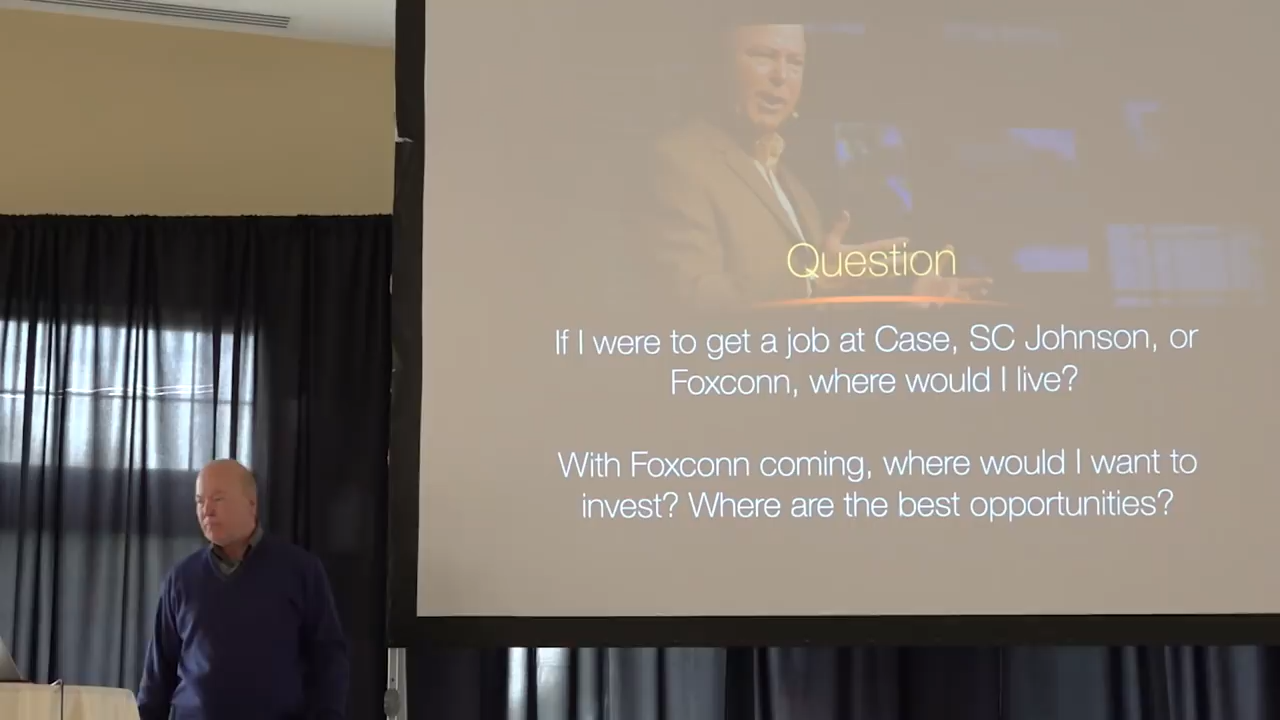 Question
If I were to get a job at Case, SC Johnson, or
Foxconn, where would I live?
With Foxconn coming, where would I want to
invest? Where are the best opportunities?